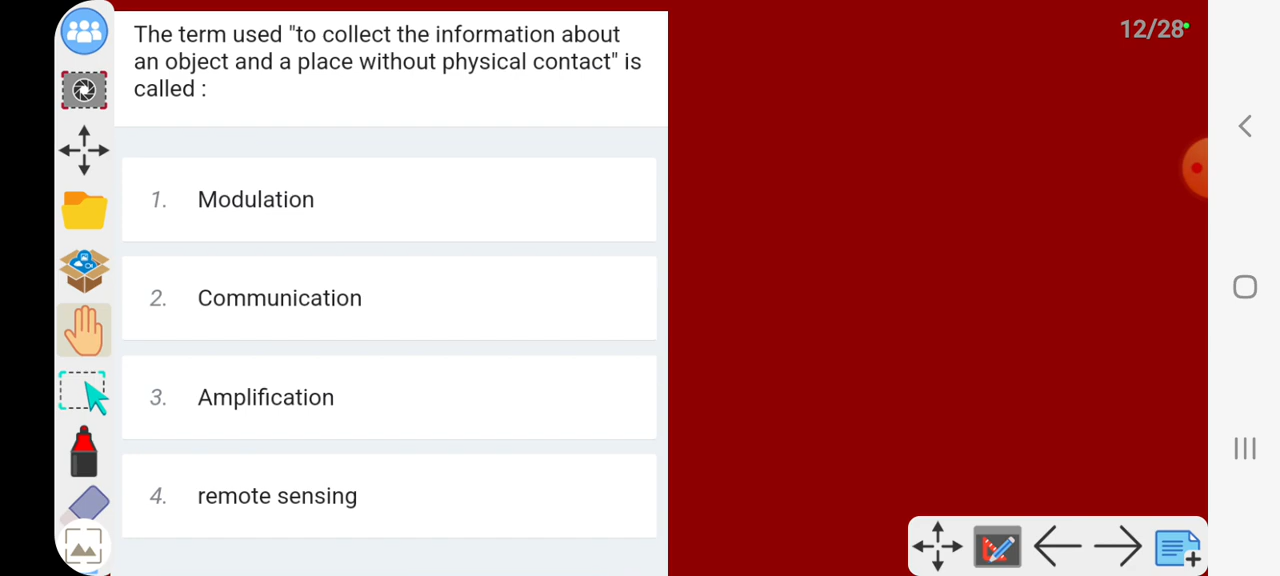 The term used "to collect the information about
an object and a place without physical contact" is
called :
12/28
1. Modulation
2. Communication
3. Amplification
4. remote sensing